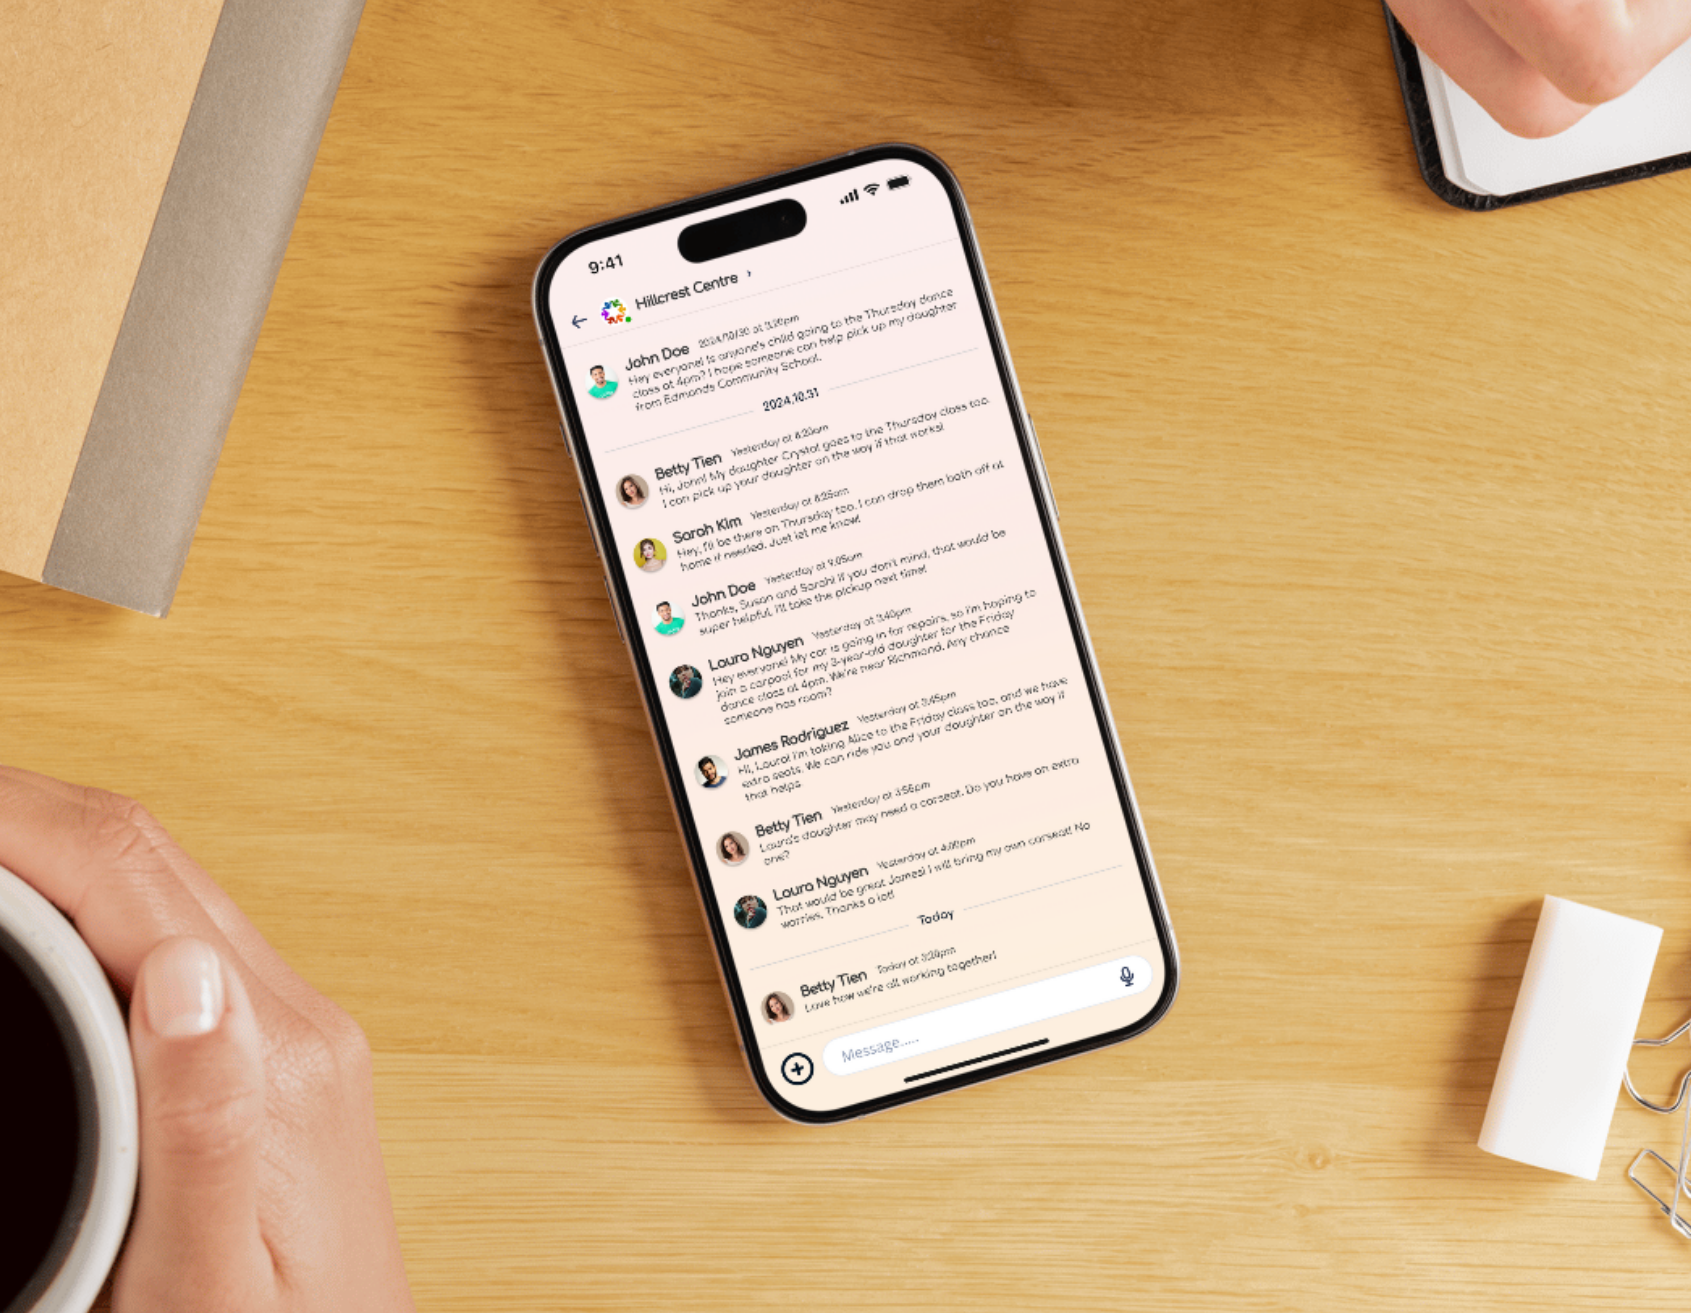 9:41
Hillcrest Centre
John Doe 2024/10/30 at 3:20pm
Hey everyone! Is anyone's child going to the Thursday dance
class at 4pm? I hope someone can help pick up my daughter
from Edmonds Community School.
2024.10.31
Betty Tien Yesterday at 8:20am
Hi, John! My daughter Crystal goes to the Thursday class too.
I can pick up your daughter on the way if that works!
Sarah Kim Yesterday at 8:25am
Hey, I'll be there on Thursday too. I can drop them both off at
home if needed. Just let me know!
John Doe Yesterday at 9:05am
Thanks, Susan and Sarah! If you don't mind, that would be
super helpful. I'll take the pickup next time!
Laura Nguyen Yesterday at 3:40pm
Hey everyone! My car is going in for repairs, so I'm hoping to
join a carpool for my 3-year-old daughter for the Friday
dance class at 4pm. We're near Richmond. Any chance
someone has room?
James Rodriguez Yesterday at 3:45pm
Hi, Laura! I'm taking Alice to the Friday class too, and we have
extra seats. We can ride you and your daughter on the way if
that helps.
Betty Tien Yesterday at 3:55pm
Laura's daughter may need a carseat. Do you have an extra
one?
Laura Nguyen Yesterday at 4:00pm
That would be great James! I will bring my own carseat! No
worries. Thanks a lot!
Today
Betty Tien Today at 3:20pm
Love how we're all working together!
Message.....